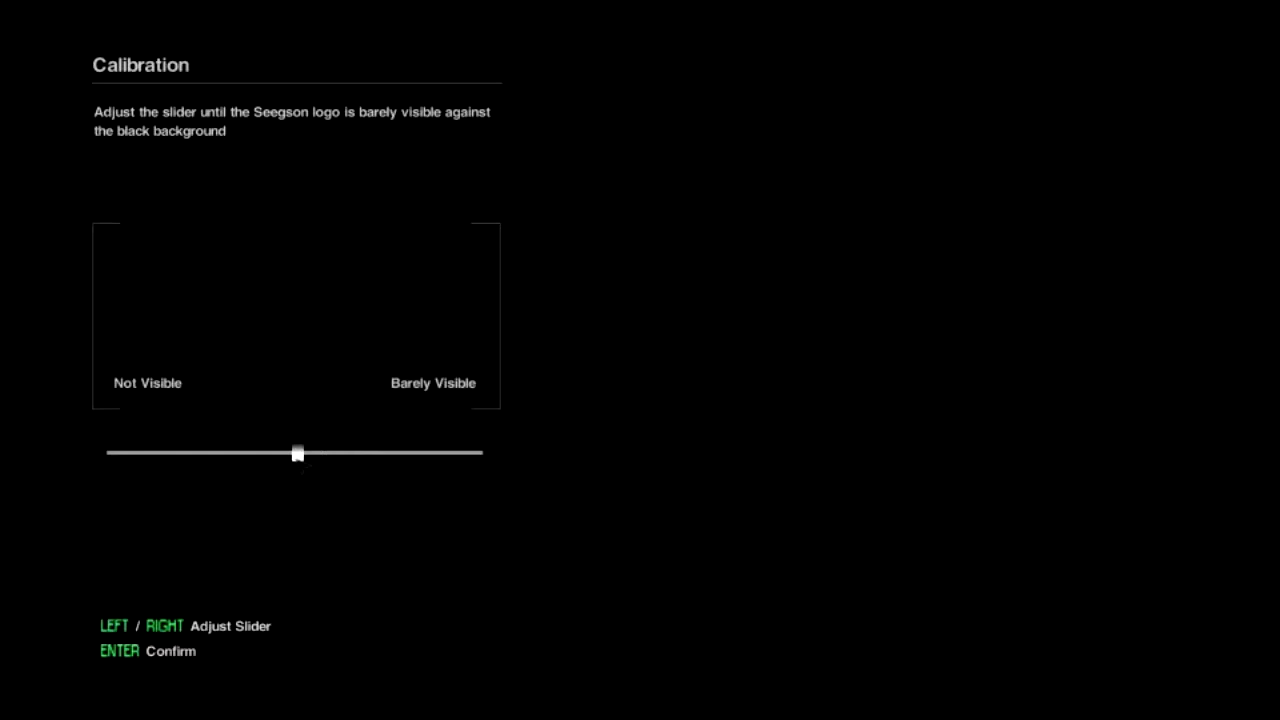 Calibration
Adjust the slider until the Seegson logo is barely visible against
the black background
Not Visible Barely Visible
LEFT / RIGHT Adjust Slider
ENTER Confirm